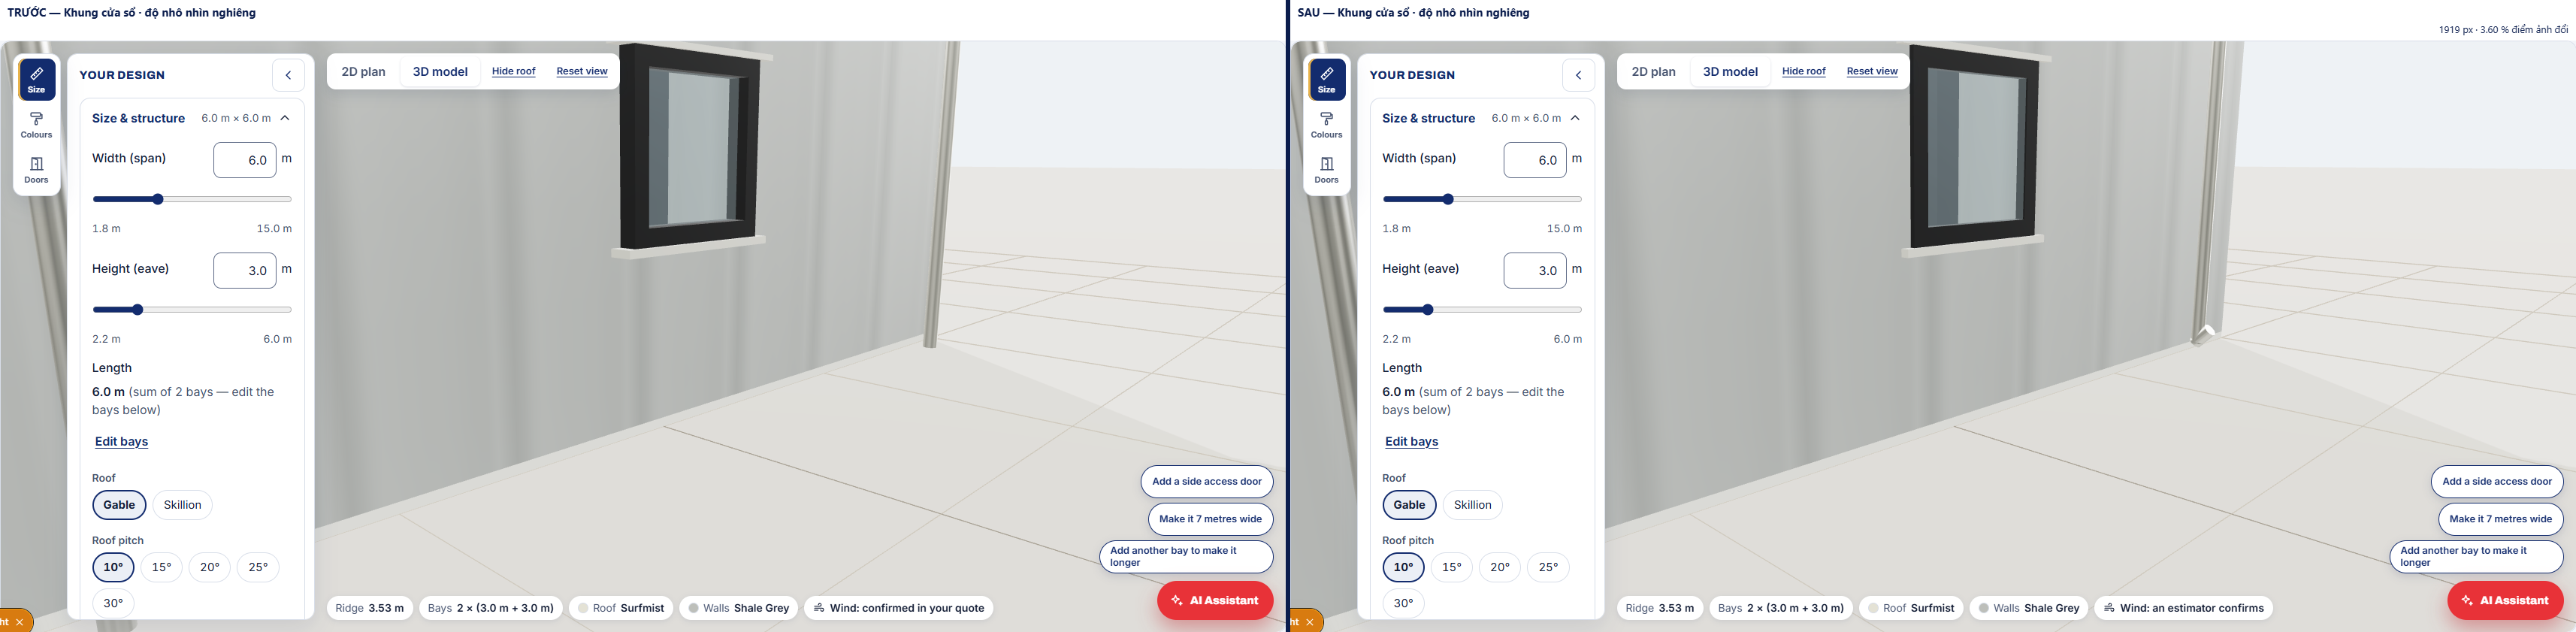 TRƯỚC — Khung cửa sổ · độ nhô nhìn nghiêng
Size
Colours
Doors
YOUR DESIGN
Size & structure 6.0 m × 6.0 m
Width (span) 6.0 m
1.8 m 15.0 m
Height (eave) 3.0 m
2.2 m 6.0 m
Length
6.0 m (sum of 2 bays — edit the
bays below)
Edit bays
Roof
Gable Skillion
Roof pitch
10° 15° 20° 25°
30°
ht ×
2D plan 3D model Hide roof Reset view
Add a side access door
Make it 7 metres wide
Add another bay to make it
longer
AI Assistant
Ridge 3.53 m Bays 2 × (3.0 m + 3.0 m) Roof Surfmist Walls Shale Grey Wind: confirmed in your quote
SAU — Khung cửa sổ · độ nhô nhìn nghiêng
1919 px · 3.60 % điểm ảnh đổi
Size
Colours
Doors
YOUR DESIGN
Size & structure 6.0 m × 6.0 m
Width (span) 6.0 m
1.8 m 15.0 m
Height (eave) 3.0 m
2.2 m 6.0 m
Length
6.0 m (sum of 2 bays — edit the
bays below)
Edit bays
Roof
Gable Skillion
Roof pitch
10° 15° 20° 25°
30°
ht ×
2D plan 3D model Hide roof Reset view
Add a side access door
Make it 7 metres wide
Add another bay to make it
longer
AI Assistant
Ridge 3.53 m Bays 2 × (3.0 m + 3.0 m) Roof Surfmist Walls Shale Grey Wind: an estimator confirms